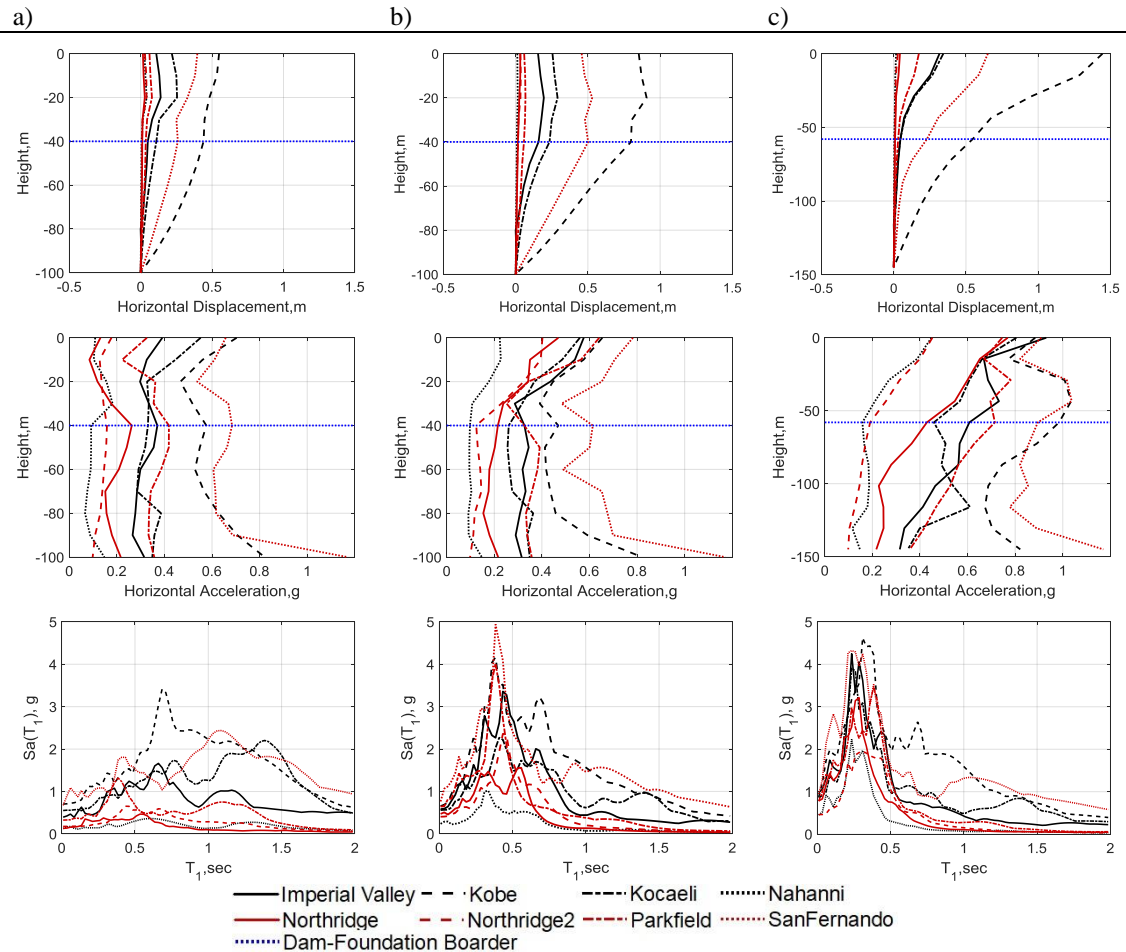 a) b) c)
0
-20
-40
-60
-80
-100
Height,m
-0.5 0 0.5 1 1.5
Horizontal Displacement,m
0
-20
-40
-60
-80
-100
Height,m
-0.5 0 0.5 1 1.5
Horizontal Displacement,m
0
-50
-100
-150
Height,m
-0.5 0 0.5 1 1.5
Horizontal Displacement,m
0
-20
-40
-60
-80
-100
Height,m
0 0.2 0.4 0.6 0.8 1
Horizontal Acceleration,g
0
-20
-40
-60
-80
-100
Height,m
0 0.2 0.4 0.6 0.8 1
Horizontal Acceleration,g
0
-50
-100
-150
Height,m
0 0.2 0.4 0.6 0.8 1
Horizontal Acceleration,g
5
4
3
2
1
0
Sa(T1), g
0 0.5 1 1.5 2
T1,sec
5
4
3
2
1
0
Sa(T1), g
0 0.5 1 1.5 2
T1,sec
5
4
3
2
1
0
Sa(T1), g
0 0.5 1 1.5 2
T1,sec
Imperial Valley Kobe Kocaeli Nahanni
Northridge Northridge2 Parkfield SanFernando
Dam-Foundation Boarder